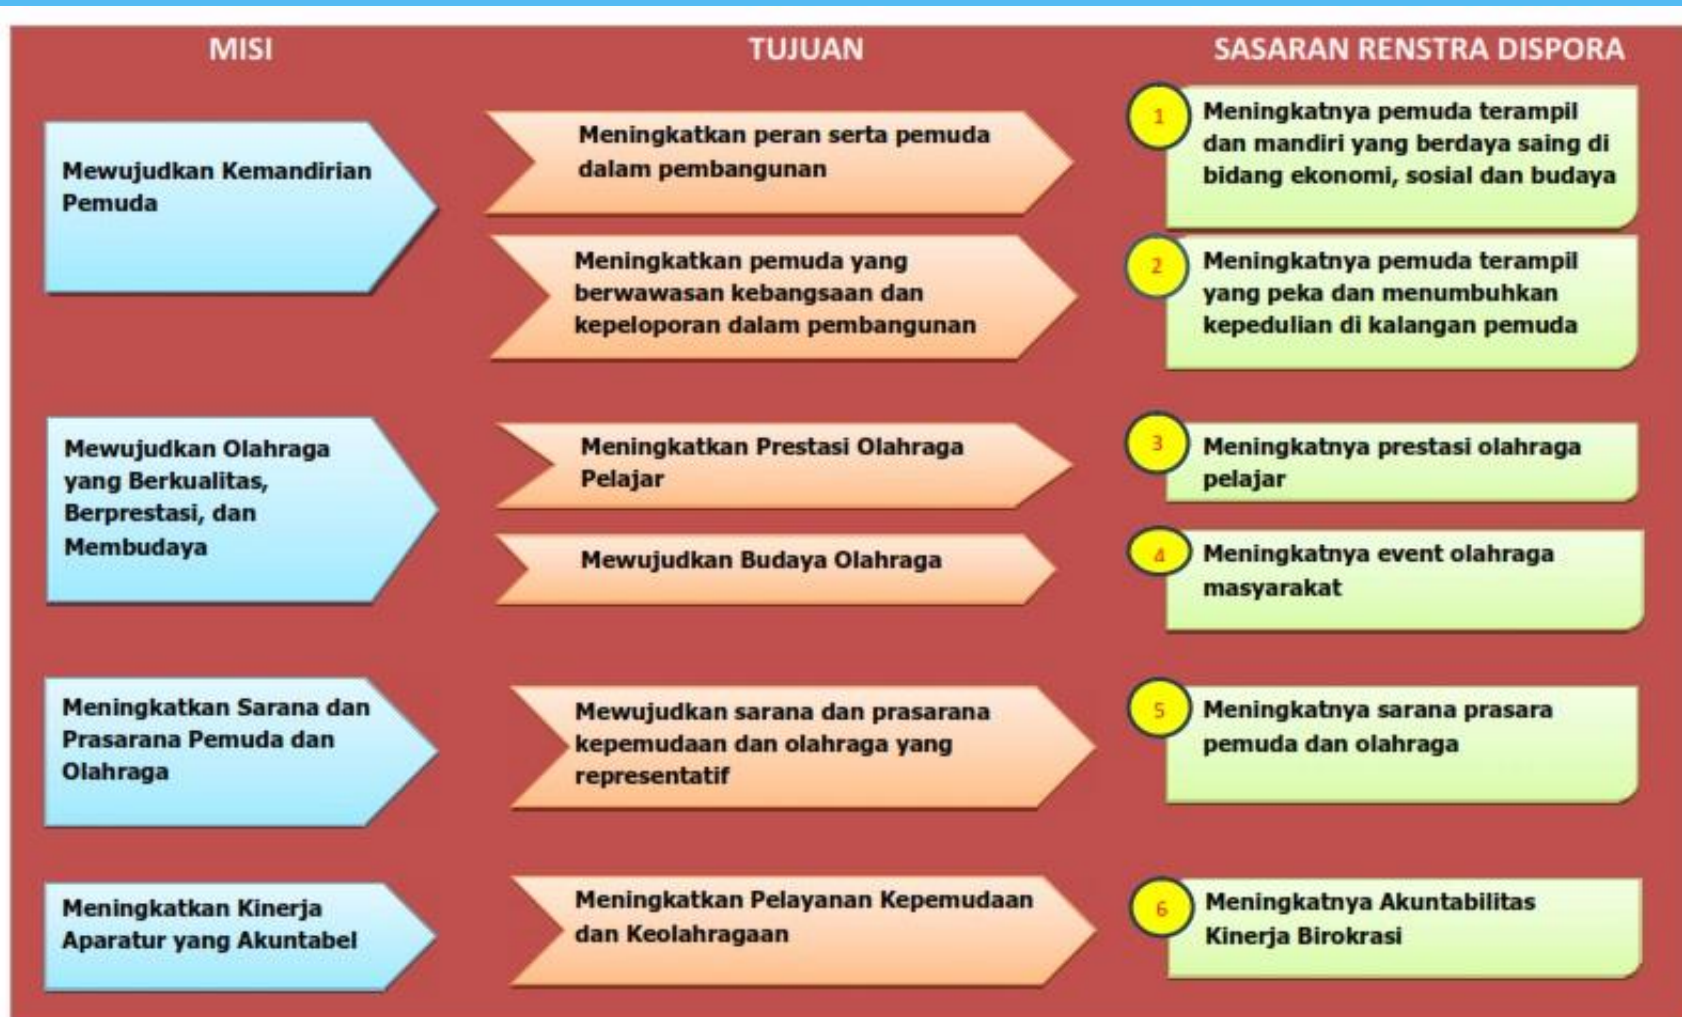 MISI
TUJUAN
SASARAN RENSTRA DISPORA
Mewujudkan Kemandirian
Pemuda
Meningkatkan peran serta pemuda
dalam pembangunan
1
Meningkatnya pemuda terampil
dan mandiri yang berdaya saing di
bidang ekonomi, sosial dan budaya
Meningkatkan pemuda yang
berwawasan kebangsaan dan
kepeloporan dalam pembangunan
2
Meningkatnya pemuda terampil
yang peka dan menumbuhkan
kepedulian di kalangan pemuda
Mewujudkan Olahraga
yang Berkualitas,
Berprestasi, dan
Membudaya
Meningkatkan Prestasi Olahraga
Pelajar
3
Meningkatnya prestasi olahraga
pelajar
Mewujudkan Budaya Olahraga
4
Meningkatnya event olahraga
masyarakat
Meningkatkan Sarana dan
Prasarana Pemuda dan
Olahraga
Mewujudkan sarana dan prasarana
kepemudaan dan olahraga yang
representatif
5
Meningkatnya sarana prasara
pemuda dan olahraga
Meningkatkan Kinerja
Aparatur yang Akuntabel
Meningkatkan Pelayanan Kepemudaan
dan Keolahragaan
6
Meningkatnya Akuntabilitas
Kinerja Birokrasi